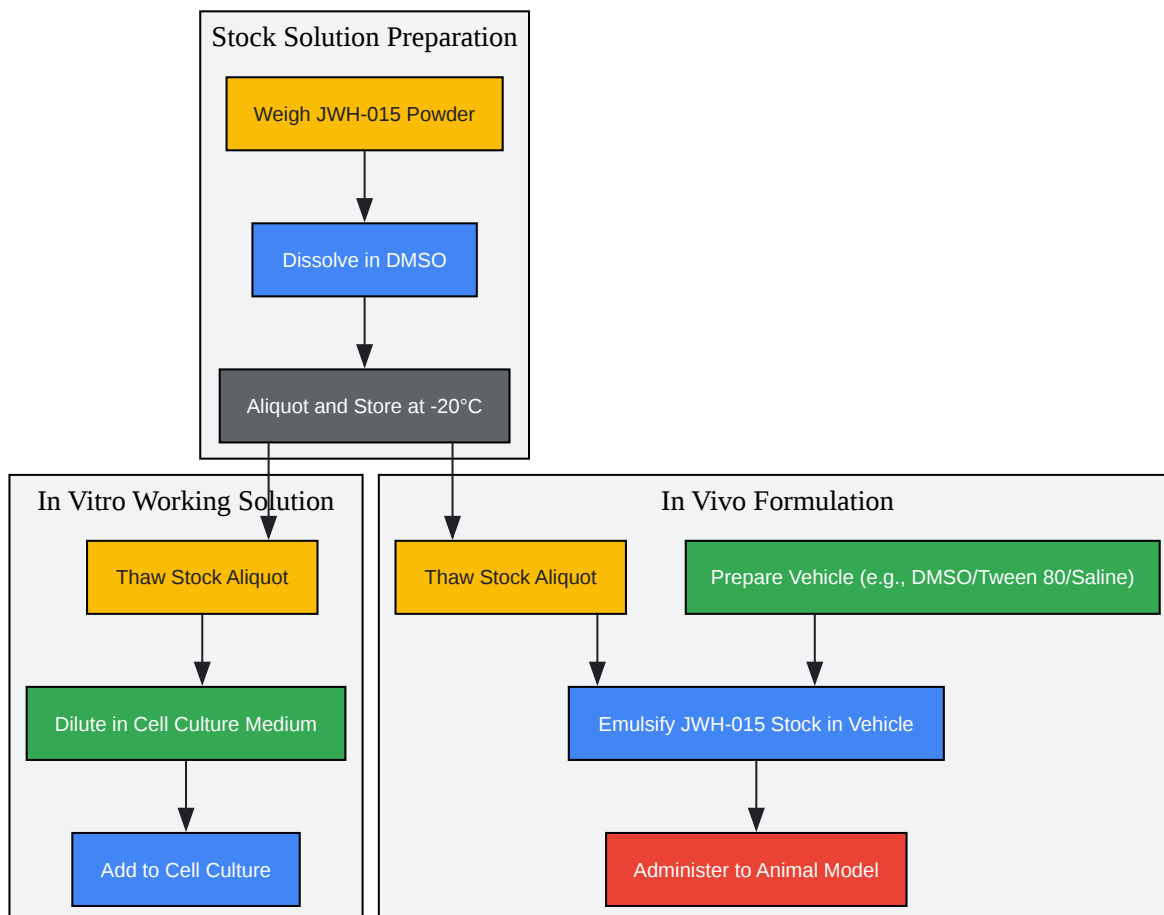 Stock Solution Preparation
Weigh JWH-015 Powder
Dissolve in DMSO
Aliquot and Store at -20°C
In Vitro Working Solution
Thaw Stock Aliquot
Dilute in Cell Culture Medium
Add to Cell Culture
In Vivo Formulation
Thaw Stock Aliquot
Prepare Vehicle (e.g., DMSO/Tween 80/Saline)
Emulsify JWH-015 Stock in Vehicle
Administer to Animal Model